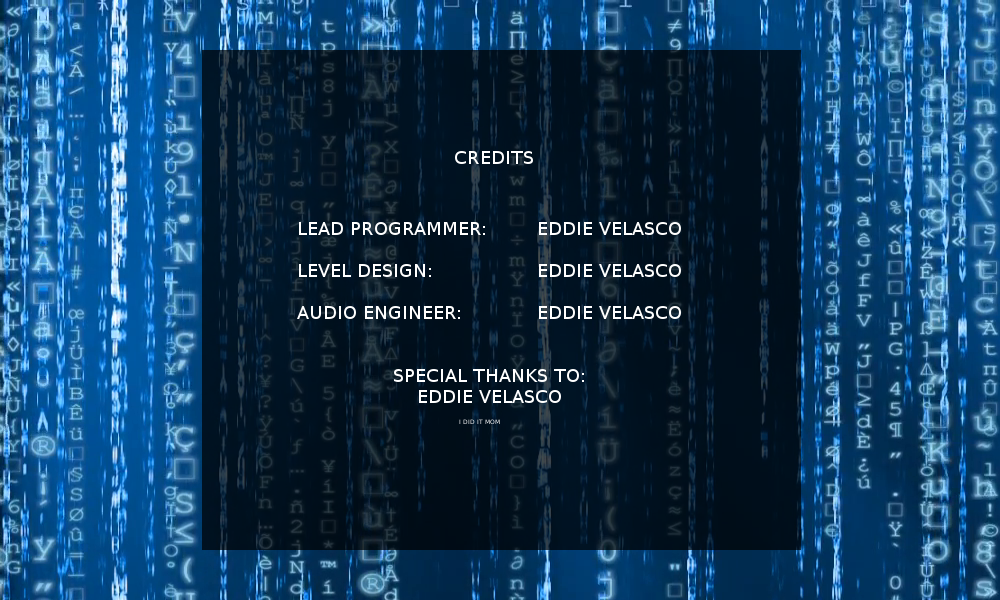 CREDITS
LEAD PROGRAMMER: EDDIE VELASCO
LEVEL DESIGN: EDDIE VELASCO
AUDIO ENGINEER: EDDIE VELASCO
SPECIAL THANKS TO:
EDDIE VELASCO
I DID IT MOM